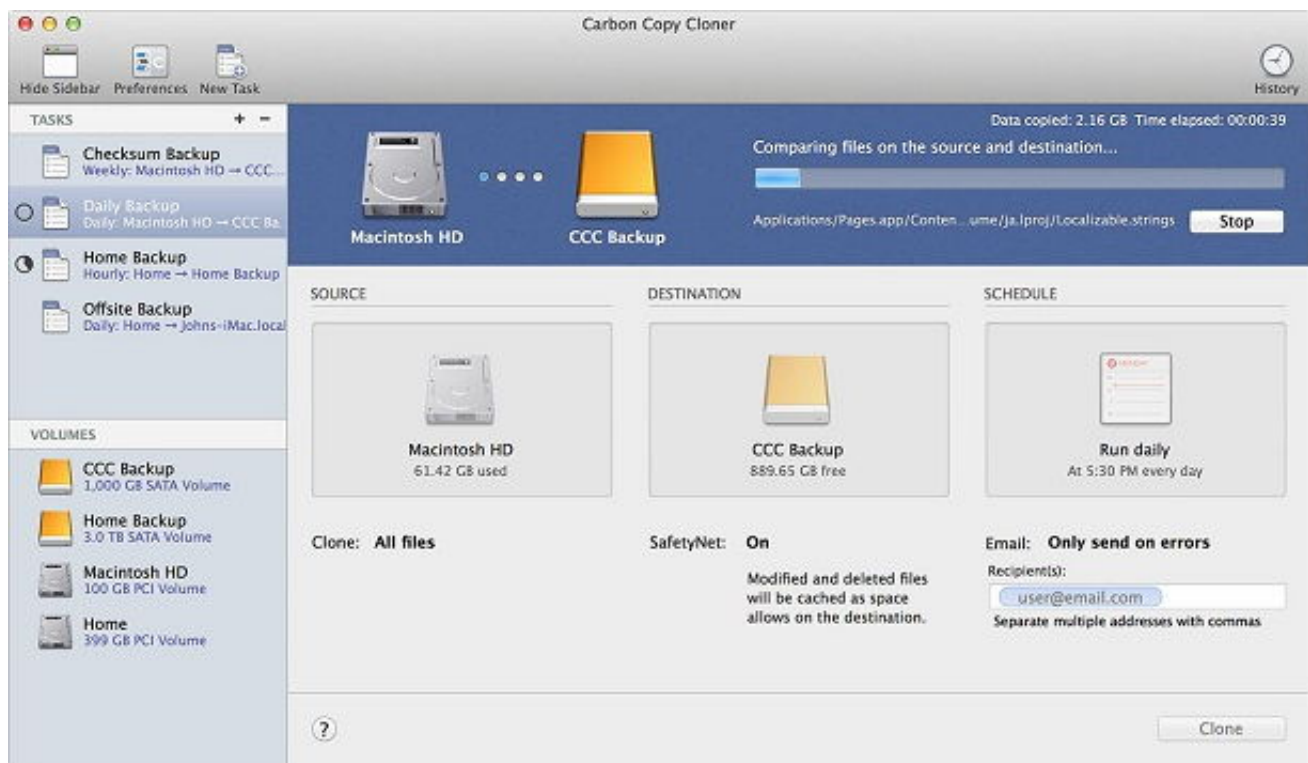 Carbon Copy Cloner
Hide Sidebar Preferences New Task
History
TASKS + -
Checksum Backup
Weekly: Macintosh HD → CCC...
Daily Backup
Daily: Macintosh HD → CCC Ba
Home Backup
Hourly: Home → Home Backup
Offsite Backup
Daily: Home → Johns-iMac.local
VOLUMES
CCC Backup
1,000 GB SATA Volume
Home Backup
3.0 TB SATA Volume
Macintosh HD
100 GB PCI Volume
Home
399 GB PCI Volume
Data copied: 2.16 GB Time elapsed: 00:00:39
Comparing files on the source and destination...
Applications/Pages.app/Conten...ume/ja.lproj/Localizable.strings Stop
Macintosh HD CCC Backup
SOURCE
Macintosh HD
61.42 GB used
Clone: All files
DESTINATION
CCC Backup
889.65 GB free
SafetyNet: On
Modified and deleted files
will be cached as space
allows on the destination.
SCHEDULE
Run daily
At 5:30 PM every day
Email: Only send on errors
Recipient(s):
user@email.com
Separate multiple addresses with commas
? Clone